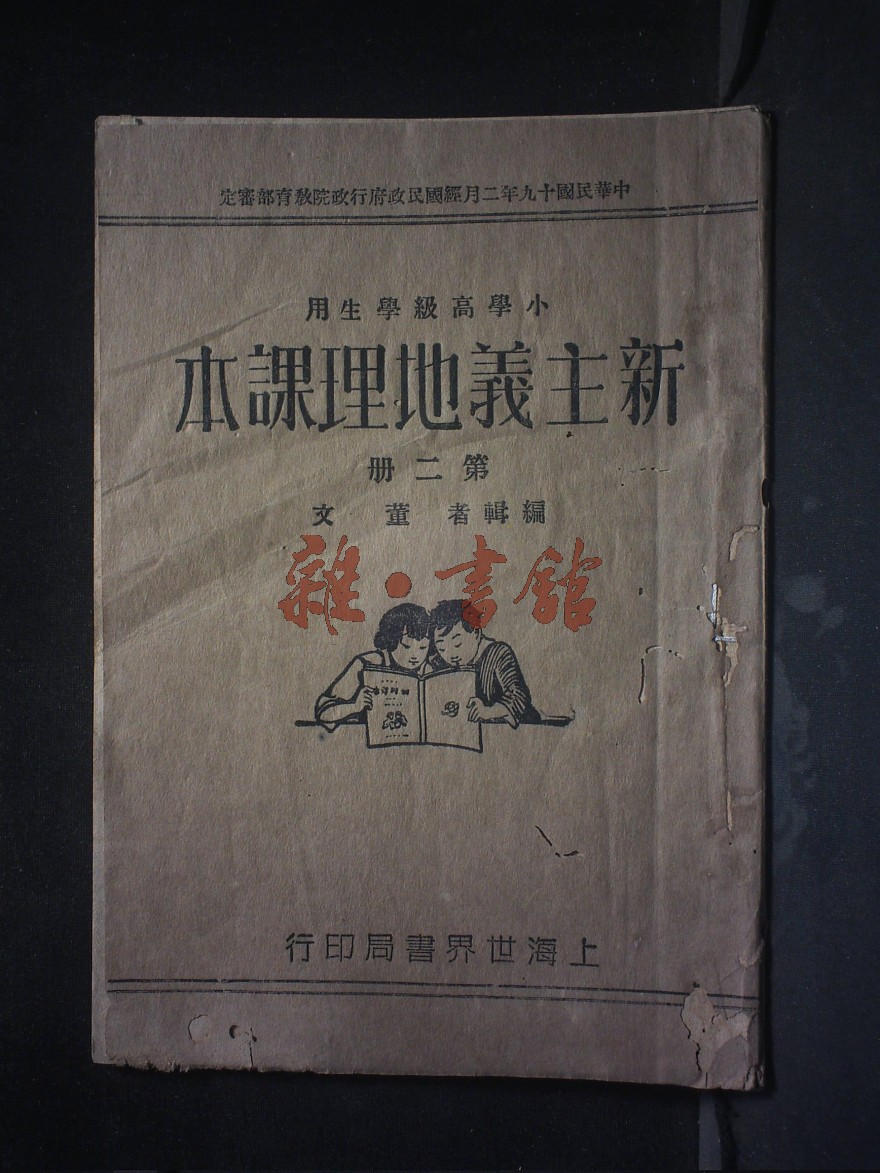 中華民國十九年二月經國民政府行政院教育部審定
小學高級學生用
新主義地理課本
第二册
編輯者 董文
雜·書館
上海世界書局印行